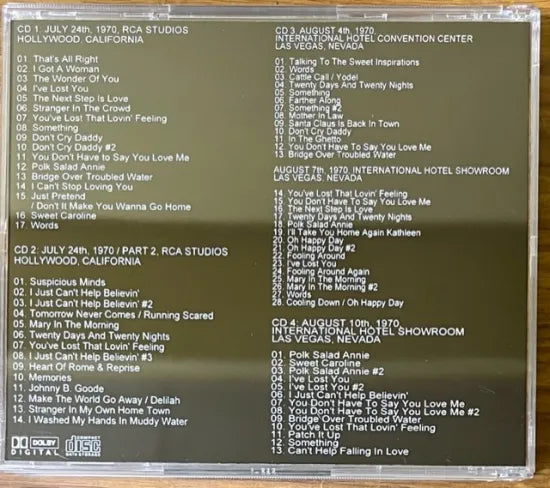 CD 1: JULY 24th, 1970, RCA STUDIOS
HOLLYWOOD, CALIFORNIA
01. That's All Right
02. I Got A Woman
03. The Wonder Of You
04. I've Lost You
05. The Next Step Is Love
06. Stranger In The Crowd
07. You've Lost That Lovin' Feeling
08. Something
09. Don't Cry Daddy
10. Don't Cry Daddy #2
11. You Don't Have to Say You Love Me
12. Polk Salad Annie
13. Bridge Over Troubled Water
14. I Can't Stop Loving You
15. Just Pretend
/ Don't It Make You Wanna Go Home
16. Sweet Caroline
17. Words
CD 2: JULY 24th, 1970 / PART 2, RCA STUDIOS
HOLLYWOOD, CALIFORNIA
01. Suspicious Minds
02. I Just Can't Help Believin'
03. I Just Can't Help Believin' #2
04. Tomorrow Never Comes / Running Scared
05. Mary In The Morning
06. Twenty Days And Twenty Nights
07. You've Lost That Lovin' Feeling
08. I Just Can't Help Believin' #3
09. Heart Of Rome & Reprise
10. Memories
11. Johnny B. Goode
12. Make The World Go Away / Delilah
13. Stranger In My Own Home Town
14. I Washed My Hands In Muddy Water
DOLBY
DIGITAL
COMPACT
disc
DATA STORAGE
CD 3: AUGUST 4th, 1970,
INTERNATIONAL HOTEL CONVENTION CENTER
LAS VEGAS, NEVADA
01. Talking To The Sweet Inspirations
02. Words
03. Cattle Call / Yodel
04. Twenty Days And Twenty Nights
05. Something
06. Farther Along
07. Something #2
08. Mother In Law
09. Santa Claus Is Back In Town
10. Don't Cry Daddy
11. In The Ghetto
12. You Don't Have To Say You Love Me
13. Bridge Over Troubled Water
AUGUST 7th, 1970, INTERNATIONAL HOTEL SHOWROOM
LAS VEGAS, NEVADA
14. You've Lost That Lovin' Feeling
15. You Don't Have To Say You Love Me
16. The Next Step Is Love
17. Twenty Days And Twenty Nights
18. Polk Salad Annie
19. I'll Take You Home Again Kathleen
20. Oh Happy Day
21. Oh Happy Day #2
22. Fooling Around
23. I've Lost You
24. Fooling Around Again
25. Mary In The Morning
26. Mary In The Morning #2
27. Words
28. Cooling Down / Oh Happy Day
CD 4: AUGUST 10th, 1970,
INTERNATIONAL HOTEL SHOWROOM
LAS VEGAS, NEVADA
01. Polk Salad Annie
02. Sweet Caroline
03. Polk Salad Annie #2
04. I've Lost You
05. I've Lost You #2
06. I Just Can't Help Believin'
07. You Don't Have To Say You Love Me
08. You Don't Have To Say You Love Me #2
09. Bridge Over Troubled Water
10. You've Lost That Lovin' Feeling
11. Patch It Up
12. Something
13. Can't Help Falling In Love